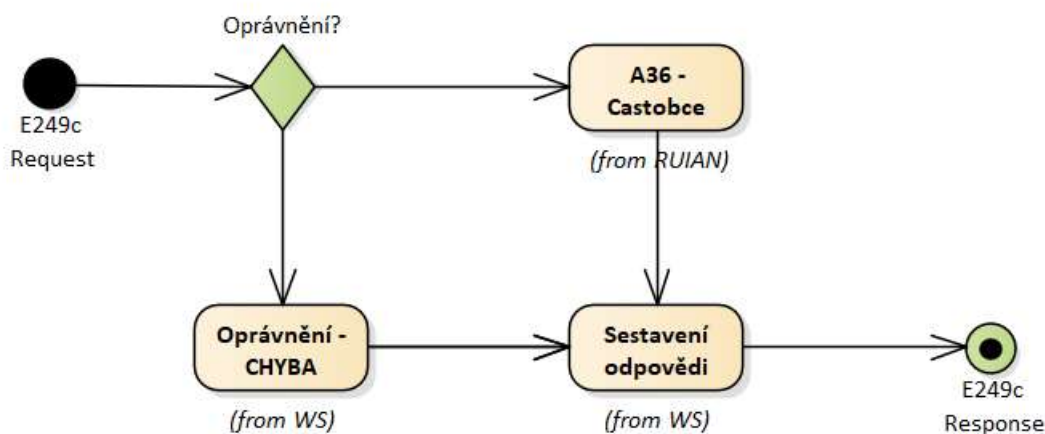 Oprávnění?
E249c
Request
A36 -
Castobce
(from RUIAN)
Oprávnění -
CHYBA
(from WS)
Sestavení
odpovědi
(from WS)
E249c
Response